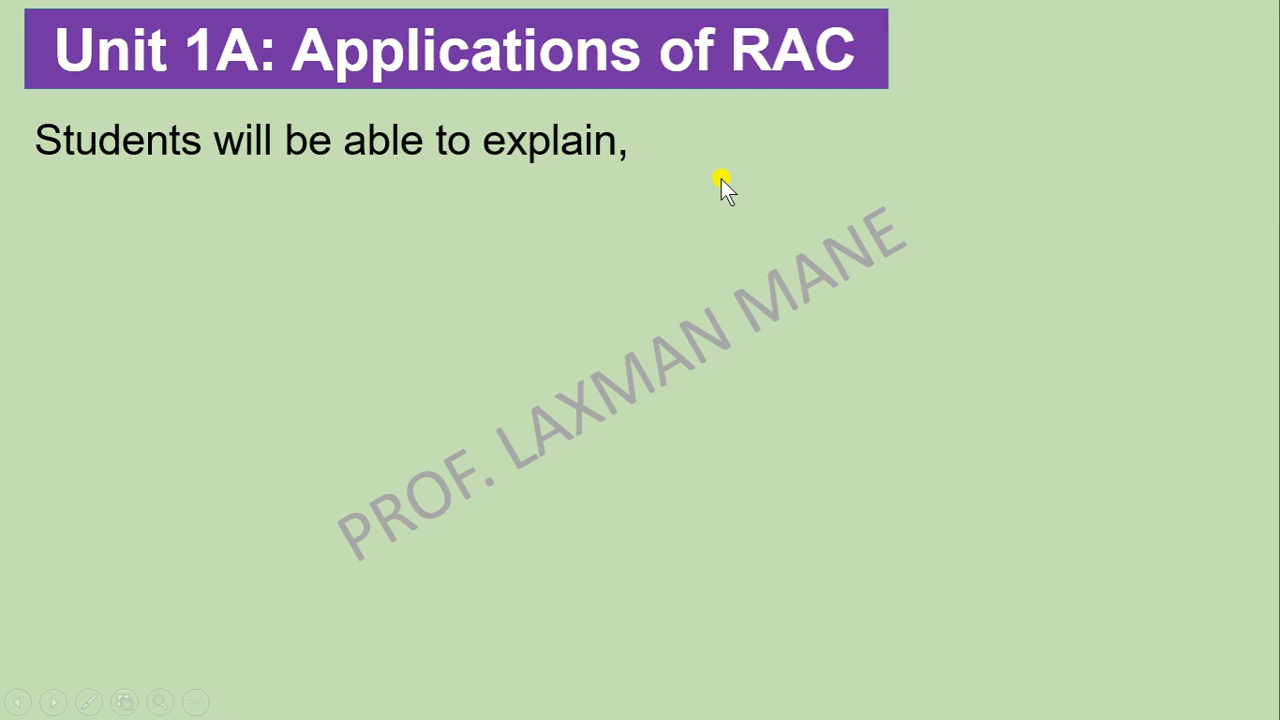 Unit 1A: Applications of RAC
Students will be able to explain,
PROF. LAXMAN MANE